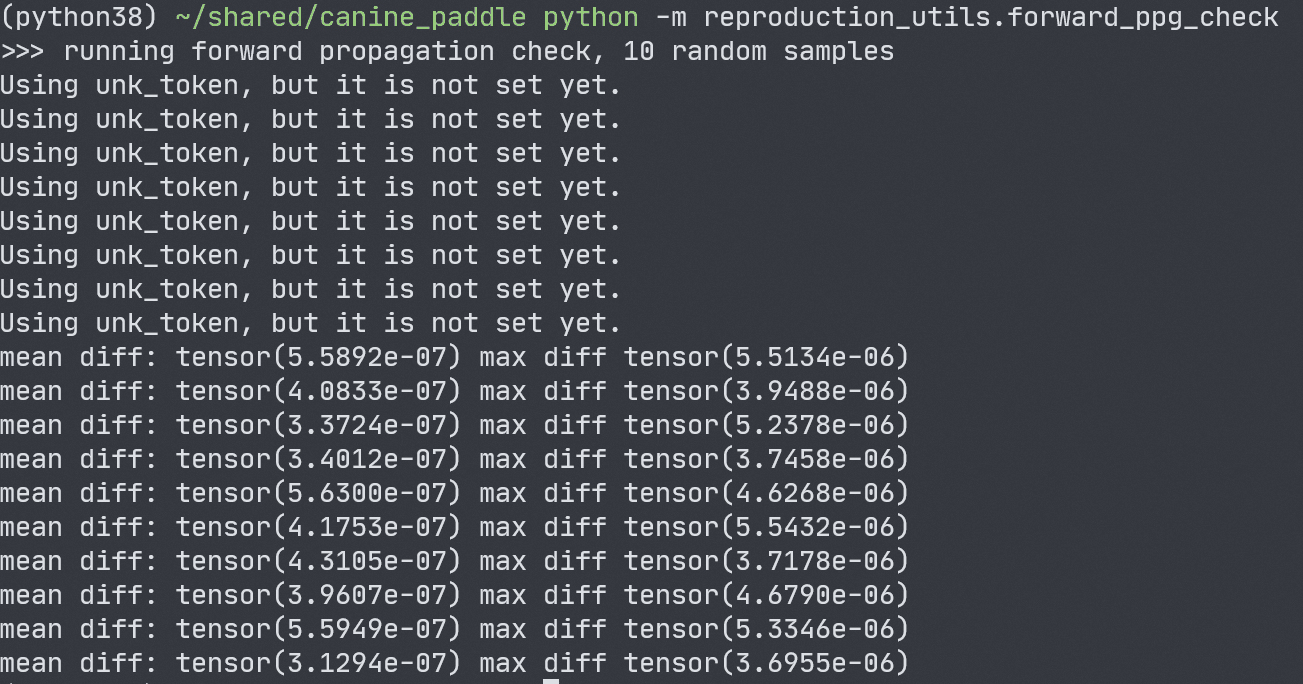 (python38) ~/shared/canine_paddle python -m reproduction_utils.forward_ppg_check
>>> running forward propagation check, 10 random samples
Using unk_token, but it is not set yet.
Using unk_token, but it is not set yet.
Using unk_token, but it is not set yet.
Using unk_token, but it is not set yet.
Using unk_token, but it is not set yet.
Using unk_token, but it is not set yet.
Using unk_token, but it is not set yet.
Using unk_token, but it is not set yet.
mean diff: tensor(5.5892e-07) max diff tensor(5.5134e-06)
mean diff: tensor(4.0833e-07) max diff tensor(3.9488e-06)
mean diff: tensor(3.3724e-07) max diff tensor(5.2378e-06)
mean diff: tensor(3.4012e-07) max diff tensor(3.7458e-06)
mean diff: tensor(5.6300e-07) max diff tensor(4.6268e-06)
mean diff: tensor(4.1753e-07) max diff tensor(5.5432e-06)
mean diff: tensor(4.3105e-07) max diff tensor(3.7178e-06)
mean diff: tensor(3.9607e-07) max diff tensor(4.6790e-06)
mean diff: tensor(5.5949e-07) max diff tensor(5.3346e-06)
mean diff: tensor(3.1294e-07) max diff tensor(3.6955e-06)